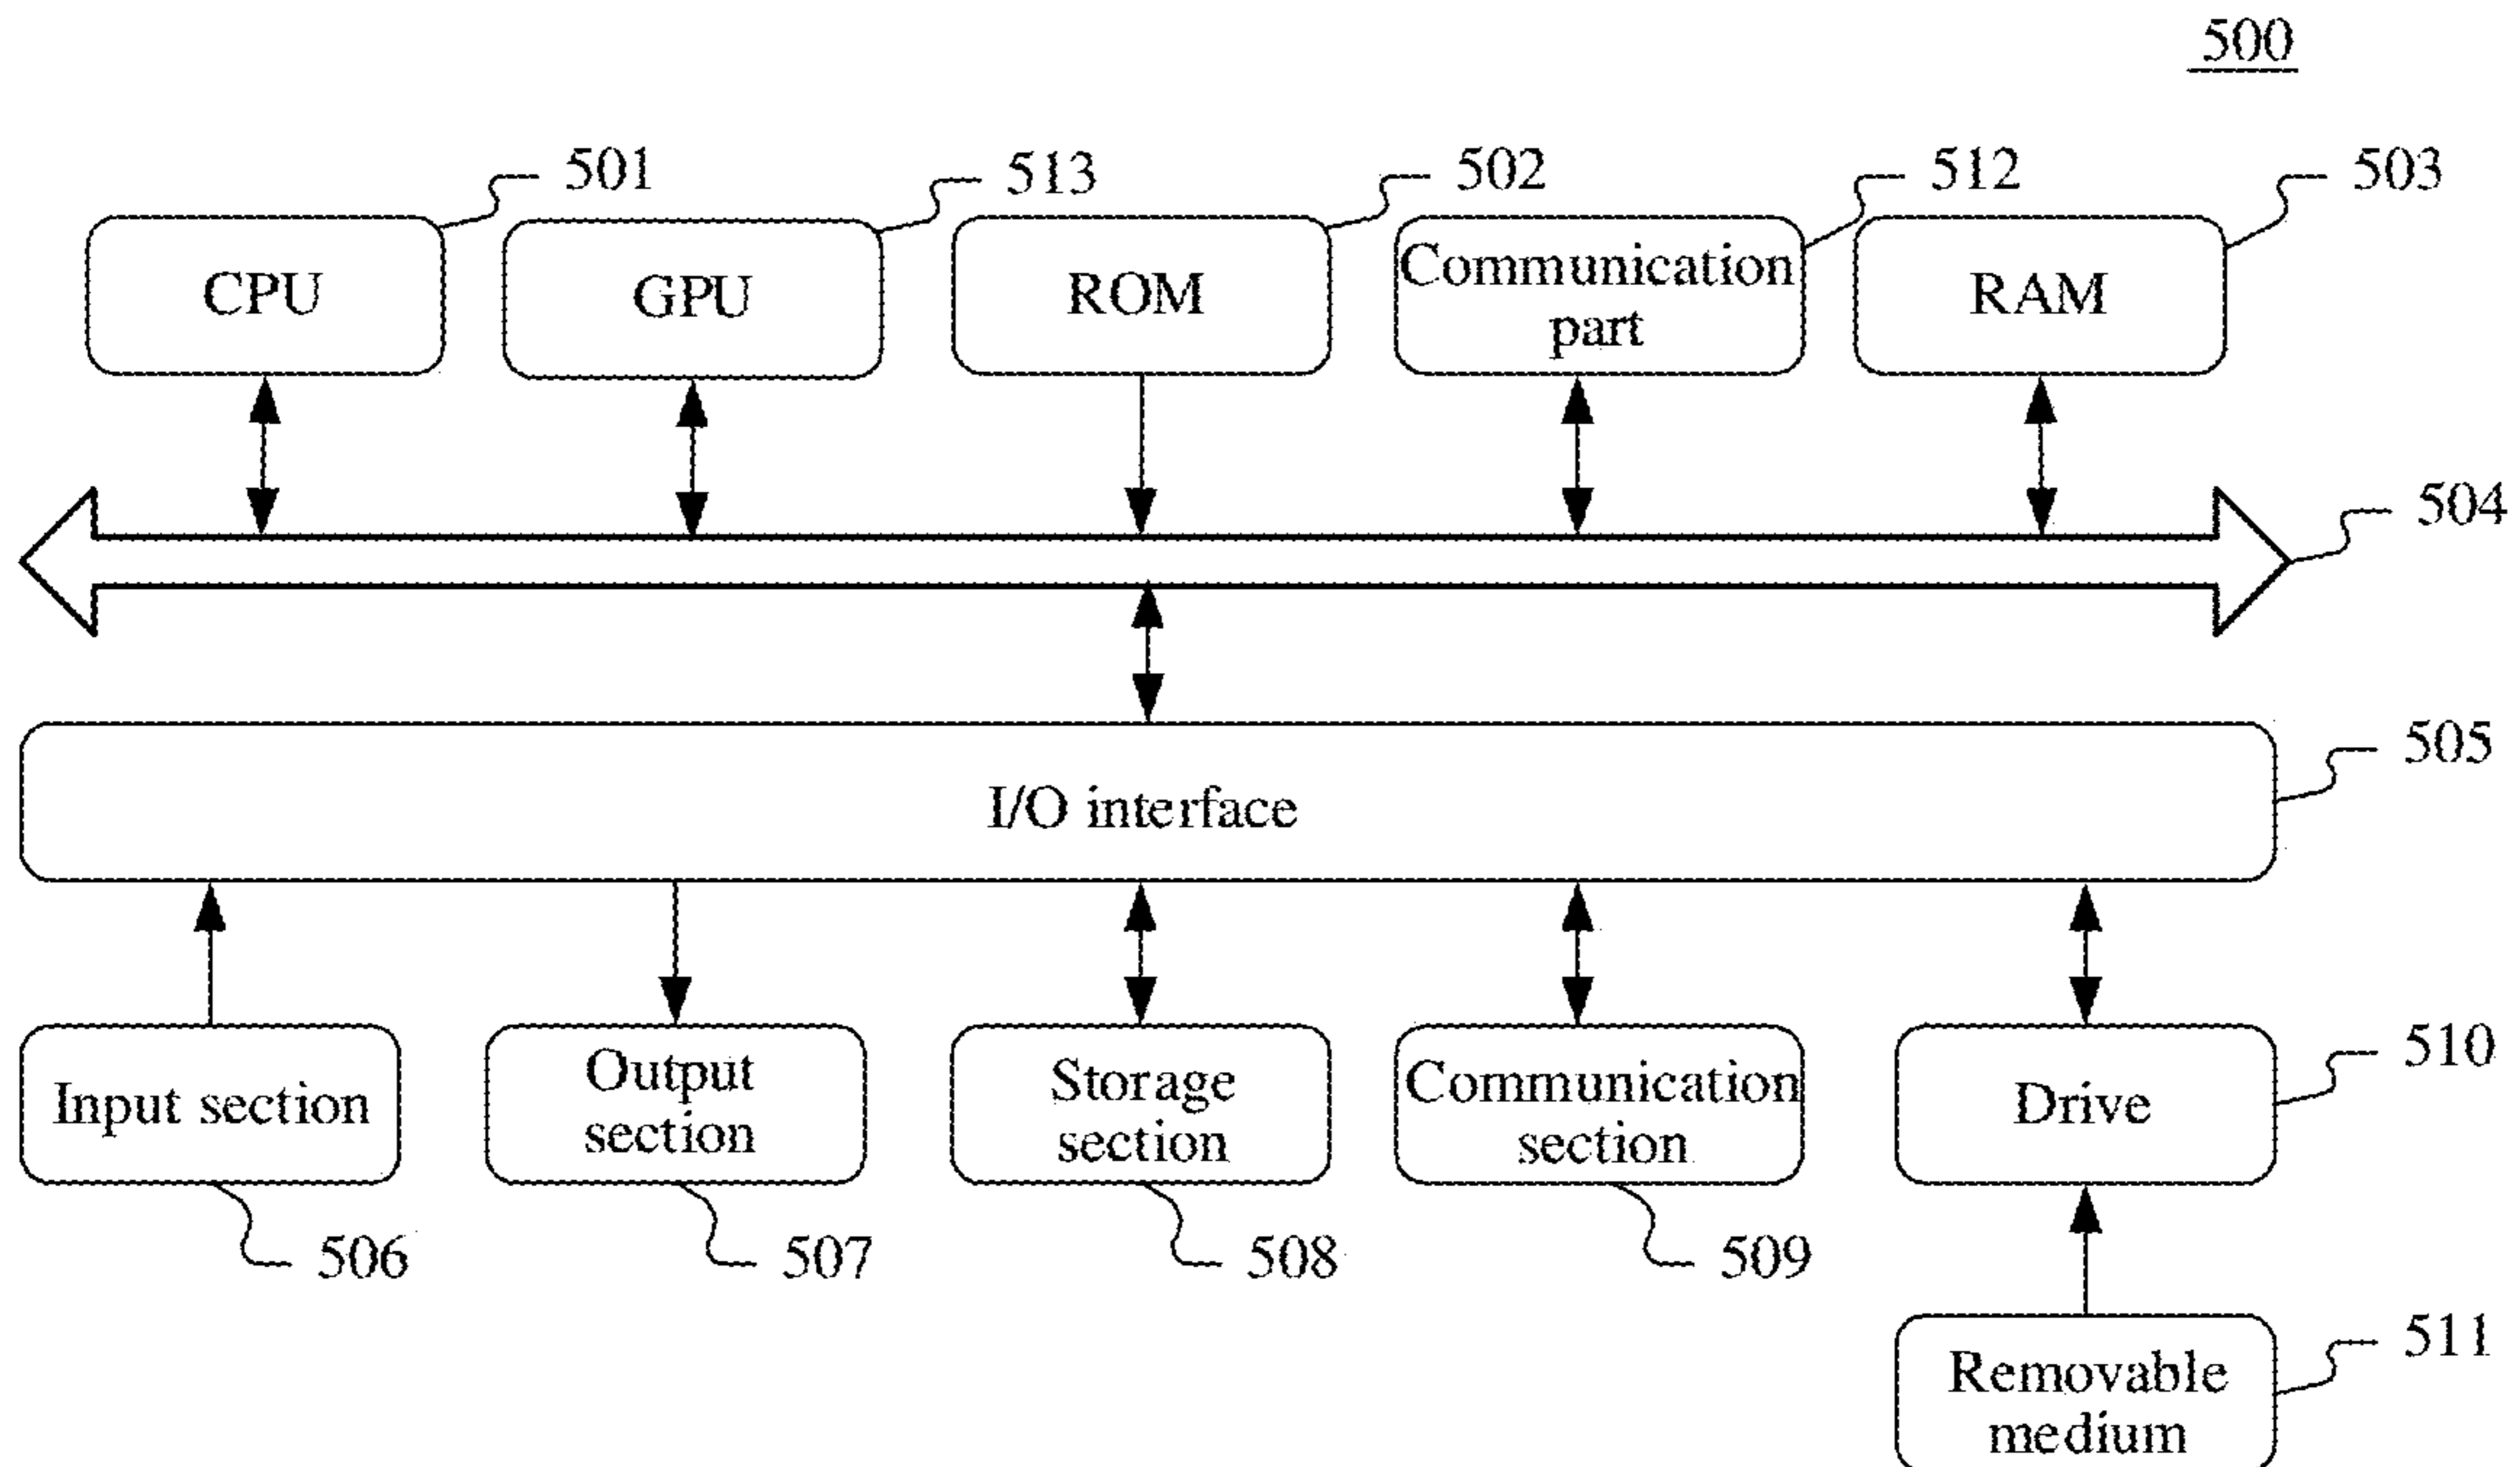 500
501
513
502
512
503
CPU
GPU
ROM
Communication
part
RAM
504
505
I/O interface
Input section
Output
section
Storage
section
Communication
section
Drive
510
506
507
508
509
Removable
medium
511